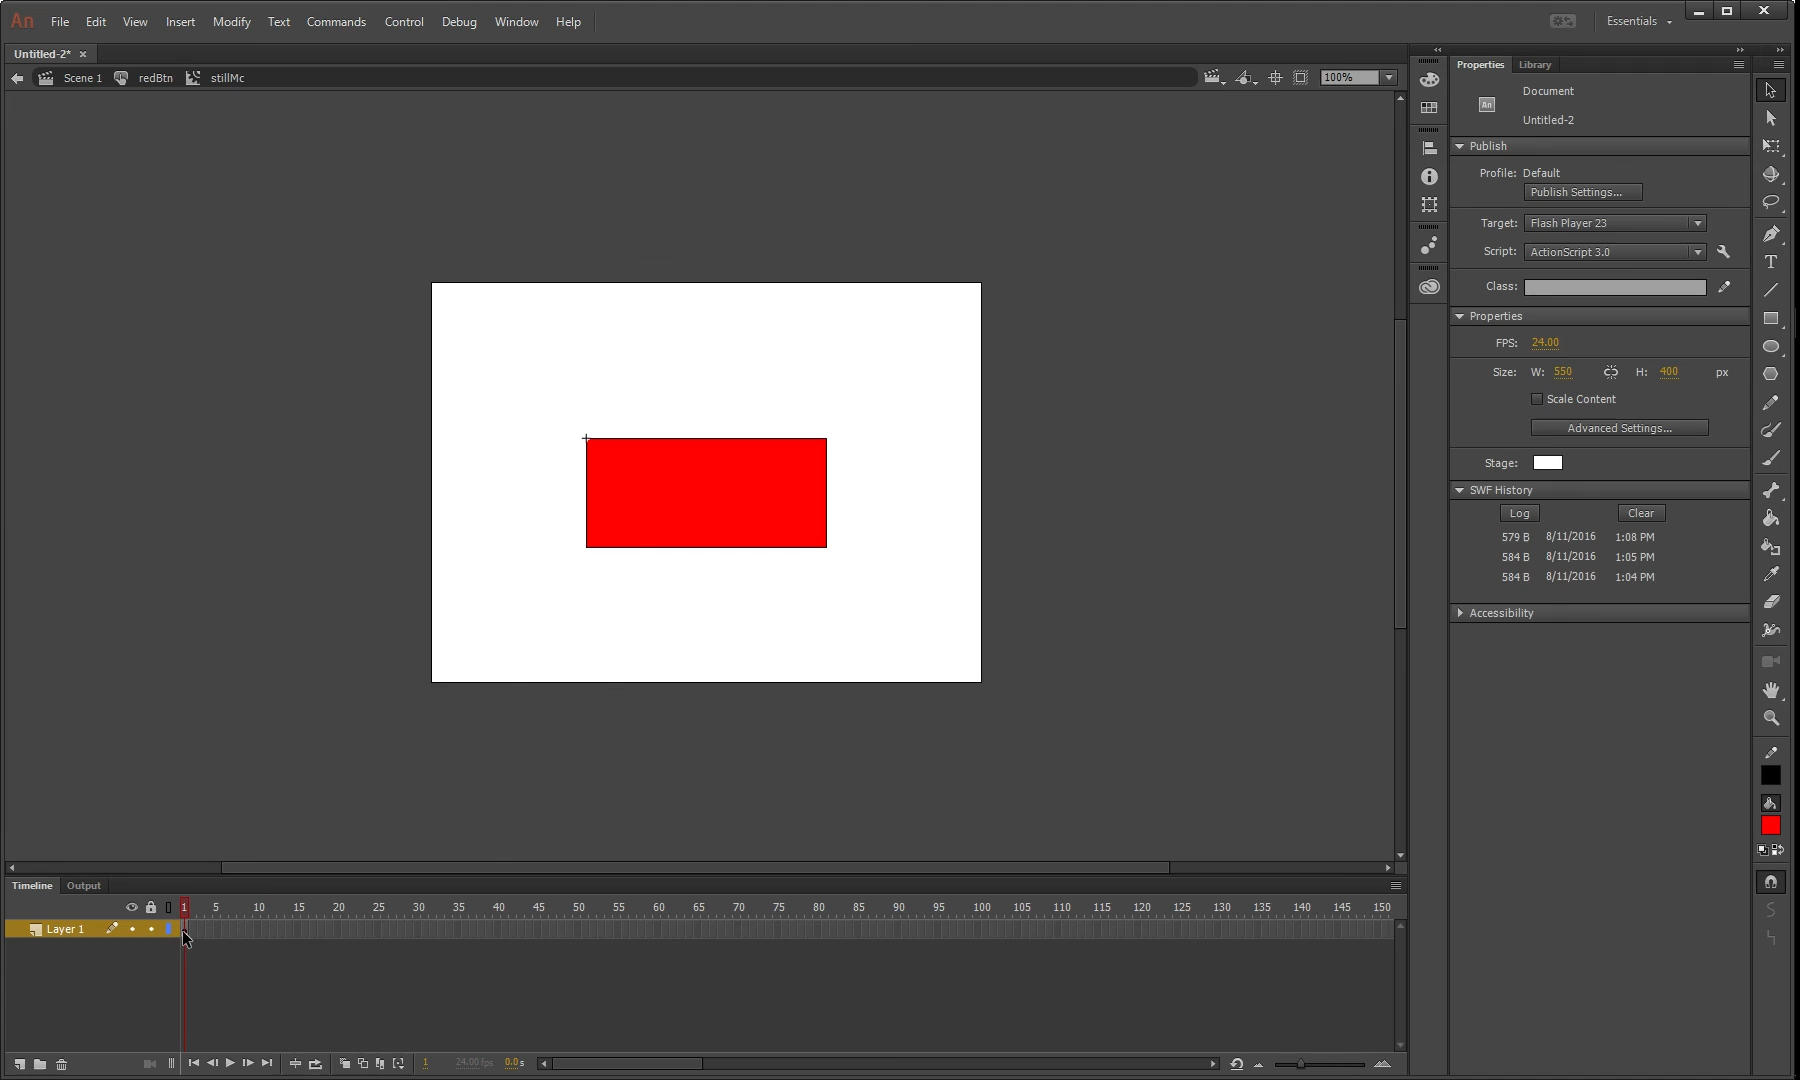 An File Edit View Insert Modify Text Commands Control Debug Window Help Essentials
Untitled-2* ×
Scene 1 redBtn stillMc 100%
Properties Library
An
Document
Untitled-2
Publish
Profile: Default
Publish Settings...
Target: Flash Player 23
Script: ActionScript 3.0
Class:
Properties
FPS: 24.00
Size: W: 550 H: 400 px
Scale Content
Advanced Settings...
Stage:
SWF History
Log Clear
579 B 8/11/2016 1:08 PM
584 B 8/11/2016 1:05 PM
584 B 8/11/2016 1:04 PM
Accessibility
Timeline Output
1 5 10 15 20 25 30 35 40 45 50 55 60 65 70 75 80 85 90 95 100 105 110 115 120 125 130 135 140 145 150
Layer 1
1 24.00 fps 0.0 s